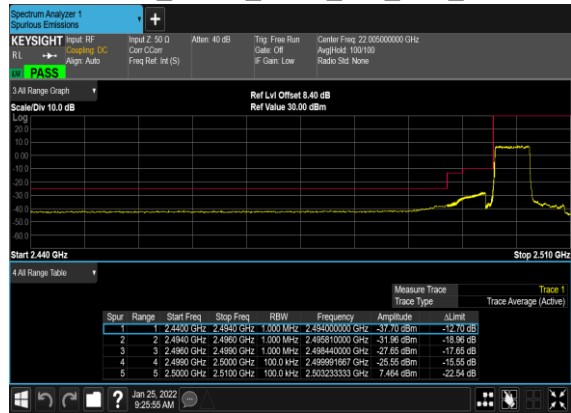 Spectrum Analyzer 1
Spurious Emissions
+
KEYSIGHT Input: RF Input Z: 50 Ω Atten: 40 dB Trig: Free Run Center Freq: 22.005000000 GHz
RL Coupling: DC Corr CCorr Gate: Off Avg|Hold: 100/100
Align: Auto Freq Ref: Int (S) IF Gain: Low Radio Std: None
PASS
3 All Range Graph
Ref Lvl Offset 8.40 dB
Scale/Div 10.0 dB Ref Value 30.00 dBm
Log
20.0
10.0
0.00
-10.0
-20.0
-30.0
-40.0
-50.0
-60.0
Start 2.440 GHz Stop 2.510 GHz
4 All Range Table
Measure Trace Trace 1
Trace Type Trace Average (Active)
Spur Range Start Freq Stop Freq RBW Frequency Amplitude ΔLimit
1 1 2.4400 GHz 2.4940 GHz 1.000 MHz 2.494000000 GHz -37.70 dBm -12.70 dB
2 2 2.4940 GHz 2.4960 GHz 1.000 MHz 2.495810000 GHz -31.96 dBm -18.96 dB
3 3 2.4960 GHz 2.4990 GHz 1.000 MHz 2.498440000 GHz -27.65 dBm -17.65 dB
4 4 2.4990 GHz 2.5000 GHz 100.0 kHz 2.499991667 GHz -25.55 dBm -15.55 dB
5 5 2.5000 GHz 2.5100 GHz 100.0 kHz 2.503233333 GHz 7.464 dBm -22.54 dB
? Jan 25, 2022
9:25:55 AM